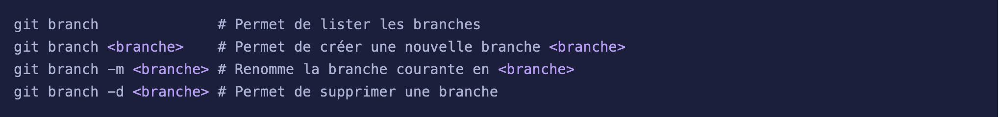 git branch              # Permet de lister les branches
git branch <branche>    # Permet de créer une nouvelle branche <branche>
git branch -m <branche> # Renomme la branche courante en <branche>
git branch -d <branche> # Permet de supprimer une branche